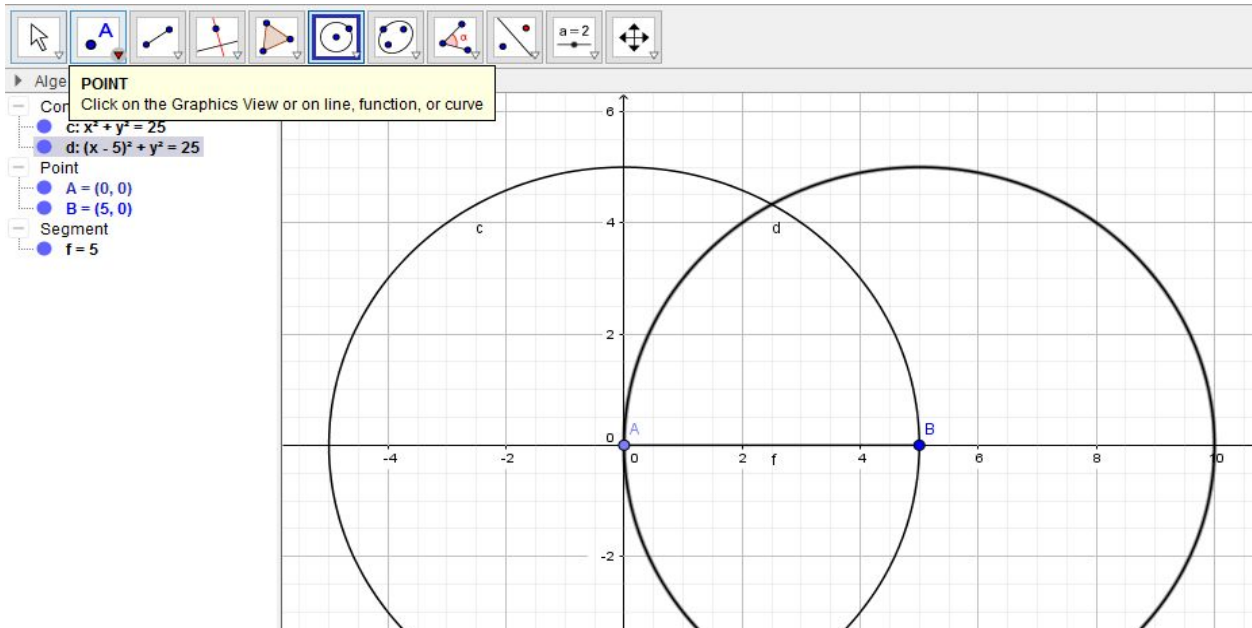 A
α
a = 2
Alge
POINT
Click on the Graphics View or on line, function, or curve
c: x² + y² = 25
d: (x - 5)² + y² = 25
Point
A = (0, 0)
B = (5, 0)
Segment
f = 5
6
c
4
d
2
0
A
B
-4
-2
0
2
f
4
6
8
10
-2